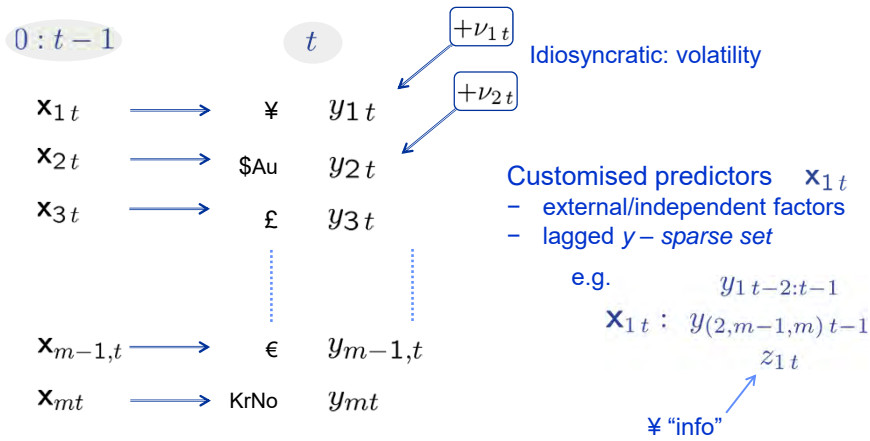 0 : t − 1 t +ν1 t
Idiosyncratic: volatility
+ν2 t
x1 t ¥ y1 t
x2 t $Au y2 t
x3 t £ y3 t
Customised predictors x1 t
− external/independent factors
− lagged y – sparse set
e.g.
y1 t−2:t−1
x1 t : y(2,m−1,m) t−1
z1 t
xm−1,t € ym−1,t
xmt KrNo ymt
¥ “info”